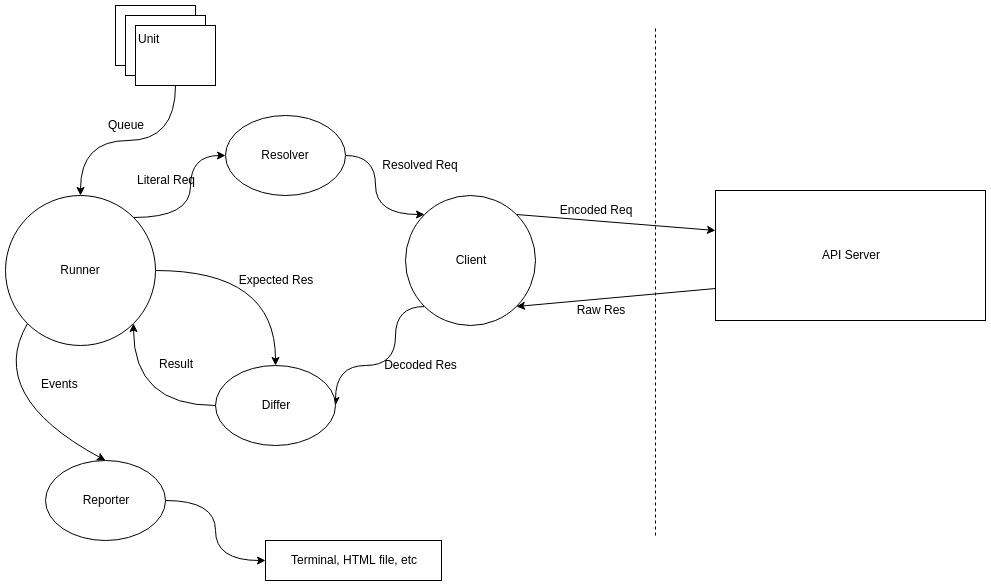 Unit
Queue
Resolver
Resolved Req
Literal Req
Encoded Req
API Server
Client
Runner
Expected Res
Raw Res
Result
Decoded Res
Events
Differ
Reporter
Terminal, HTML file, etc